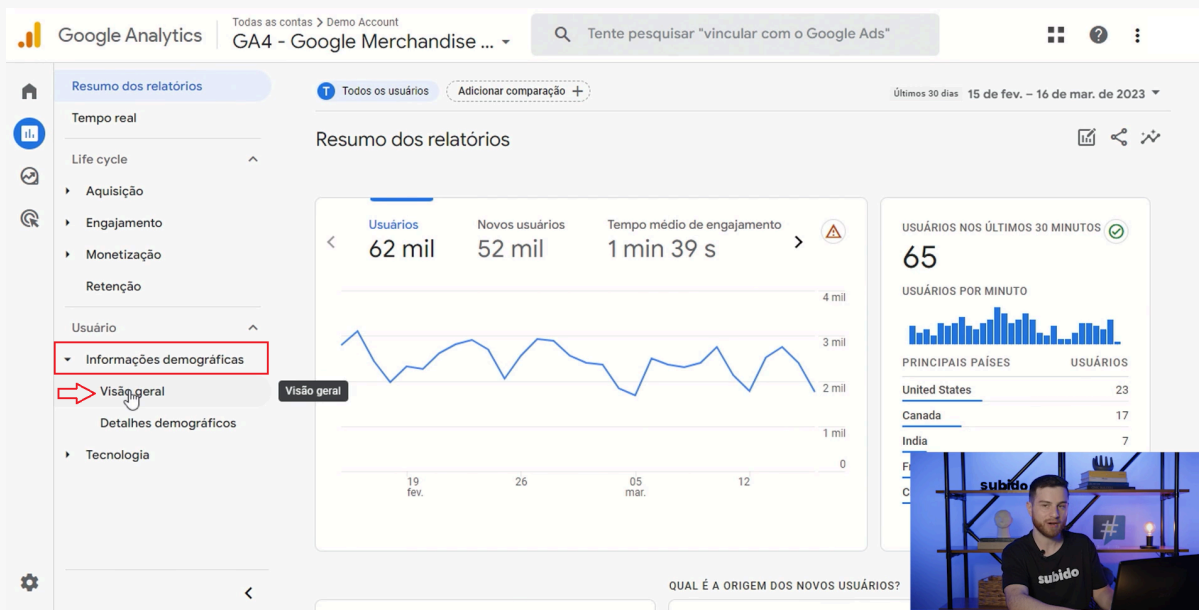 Google Analytics
Todas as contas > Demo Account
GA4 - Google Merchandise ...
Tente pesquisar "vincular com o Google Ads"
Resumo dos relatórios
Tempo real
Life cycle
Aquisição
Engajamento
Monetização
Retenção
Usuário
Informações demográficas
Visão geral
Detalhes demográficos
Tecnologia
Visão geral
T Todos os usuários
Adicionar comparação +
Últimos 30 dias 15 de fev. – 16 de mar. de 2023
Resumo dos relatórios
Usuários Novos usuários Tempo médio de engajamento
62 mil 52 mil 1 min 39 s
4 mil
3 mil
2 mil
1 mil
0
19 26 05 12
fev. mar.
USUÁRIOS NOS ÚLTIMOS 30 MINUTOS
65
USUÁRIOS POR MINUTO
PRINCIPAIS PAÍSES USUÁRIOS
United States 23
Canada 17
India 7
F
C
subido
#
subido
QUAL É A ORIGEM DOS NOVOS USUÁRIOS?